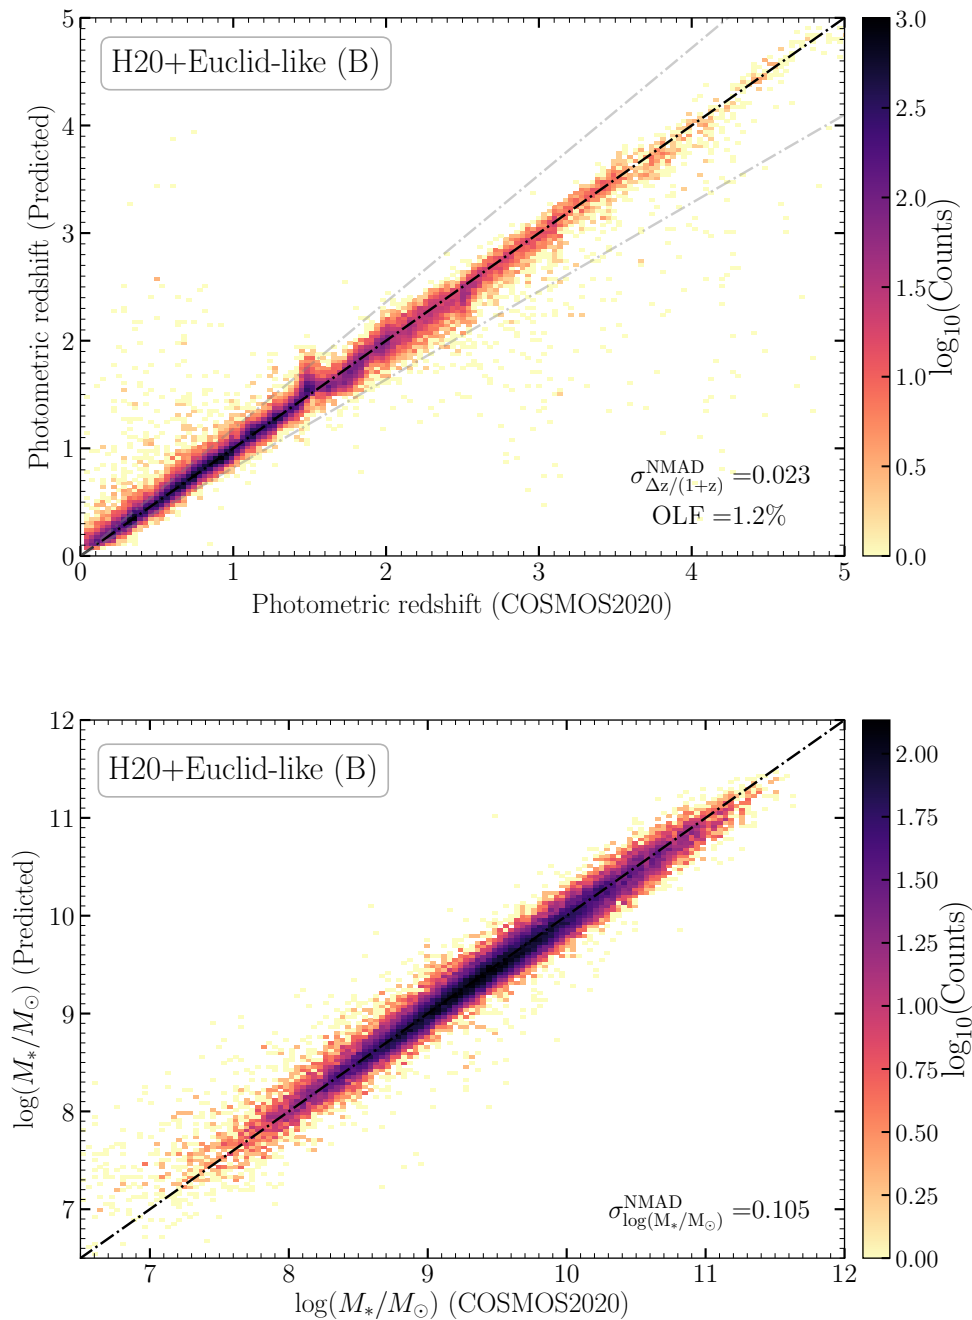 H20+Euclid-like (B)
Photometric redshift (Predicted)
5
4
3
2
1
0
0 1 2 3 4 5
Photometric redshift (COSMOS2020)
σ^NMAD_Δz/(1+z) =0.023
OLF =1.2%
3.0
2.5
2.0
1.5
1.0
0.5
0.0
log₁₀(Counts)
H20+Euclid-like (B)
log(M∗/M⊙) (Predicted)
12
11
10
9
8
7
7 8 9 10 11 12
log(M∗/M⊙) (COSMOS2020)
σ^NMAD_log(M∗/M⊙) =0.105
2.00
1.75
1.50
1.25
1.00
0.75
0.50
0.25
0.00
log₁₀(Counts)